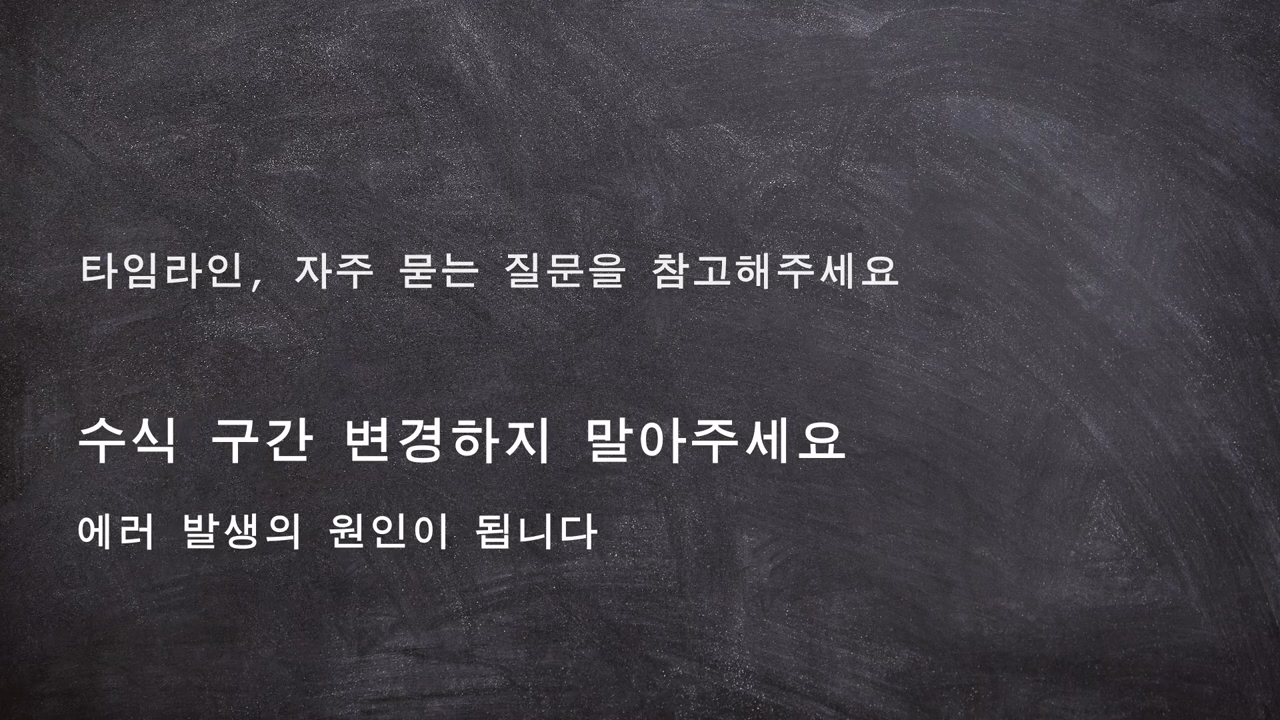 타임라인, 자주 묻는 질문을 참고해주세요
수식 구간 변경하지 말아주세요
에러 발생의 원인이 됩니다